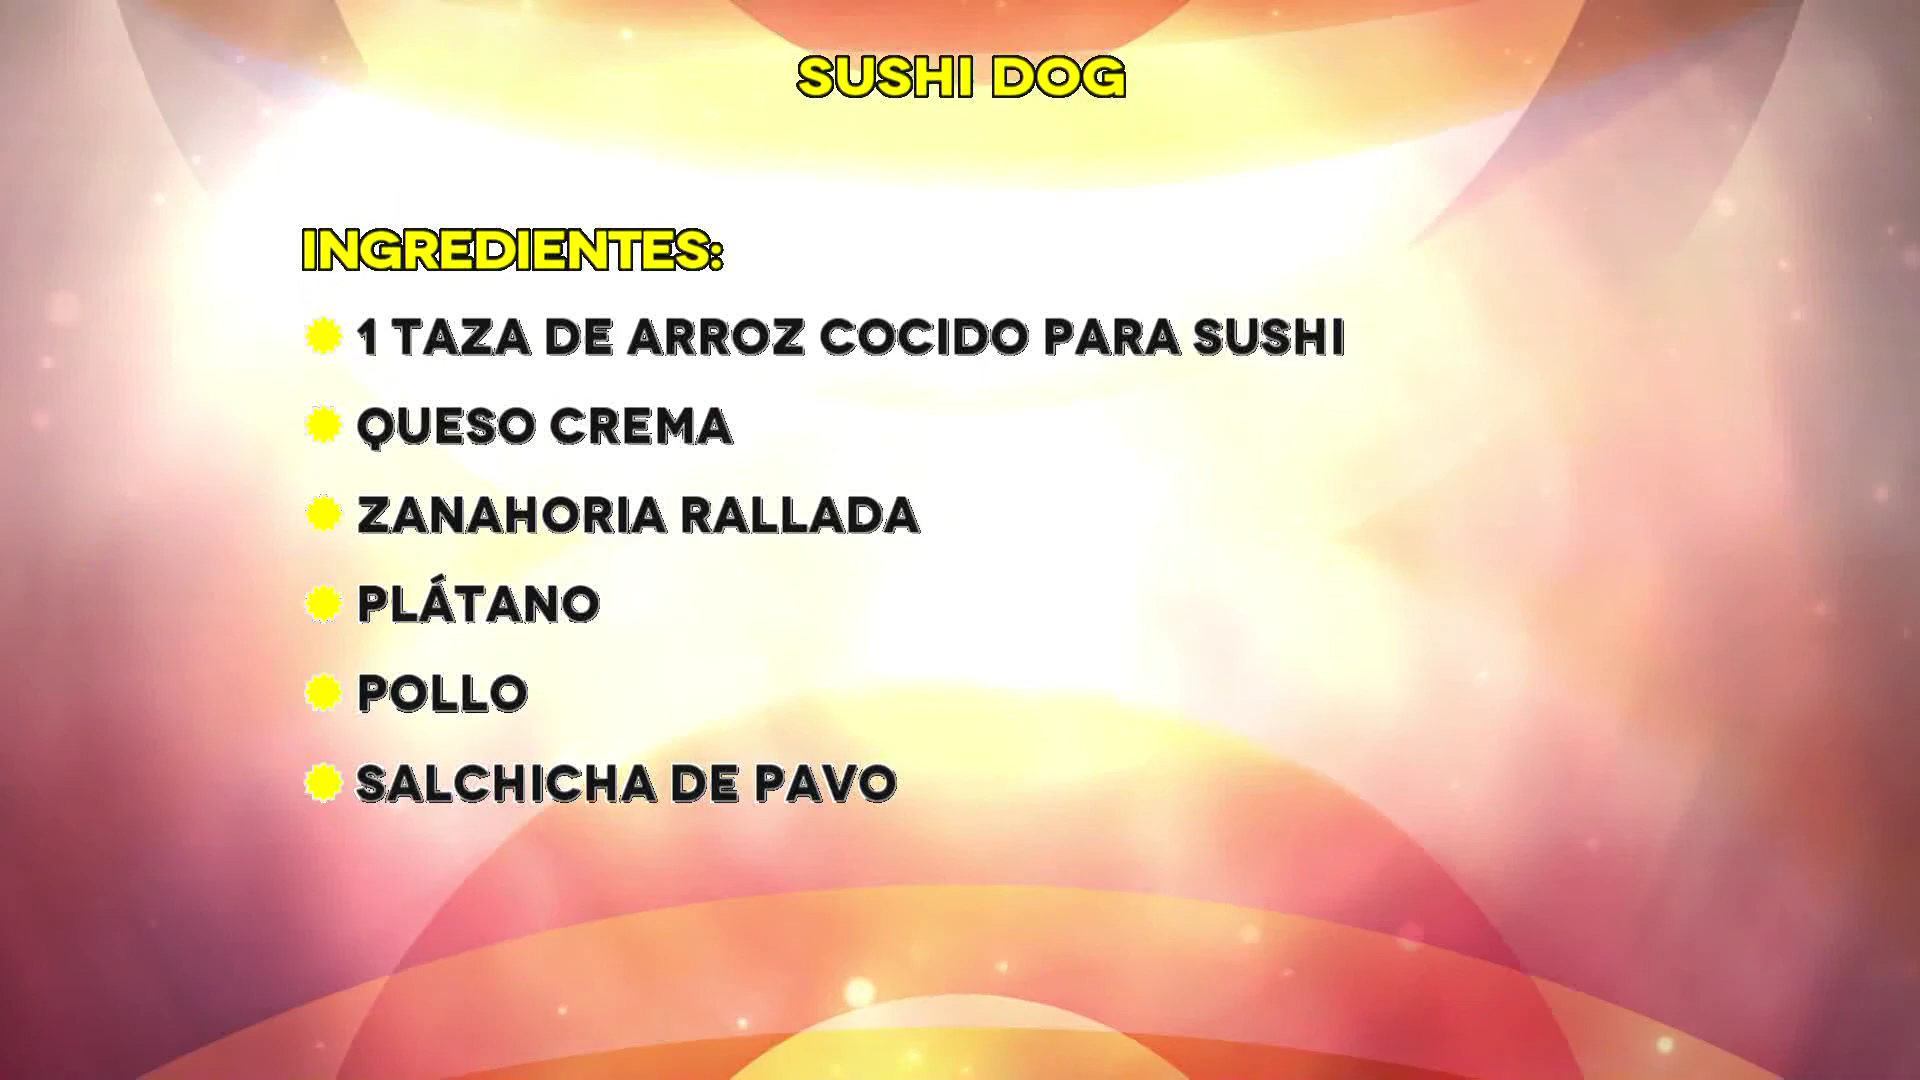 SUSHI DOG
INGREDIENTES:
1 TAZA DE ARROZ COCIDO PARA SUSHI
QUESO CREMA
ZANAHORIA RALLADA
PLÁTANO
POLLO
SALCHICHA DE PAVO